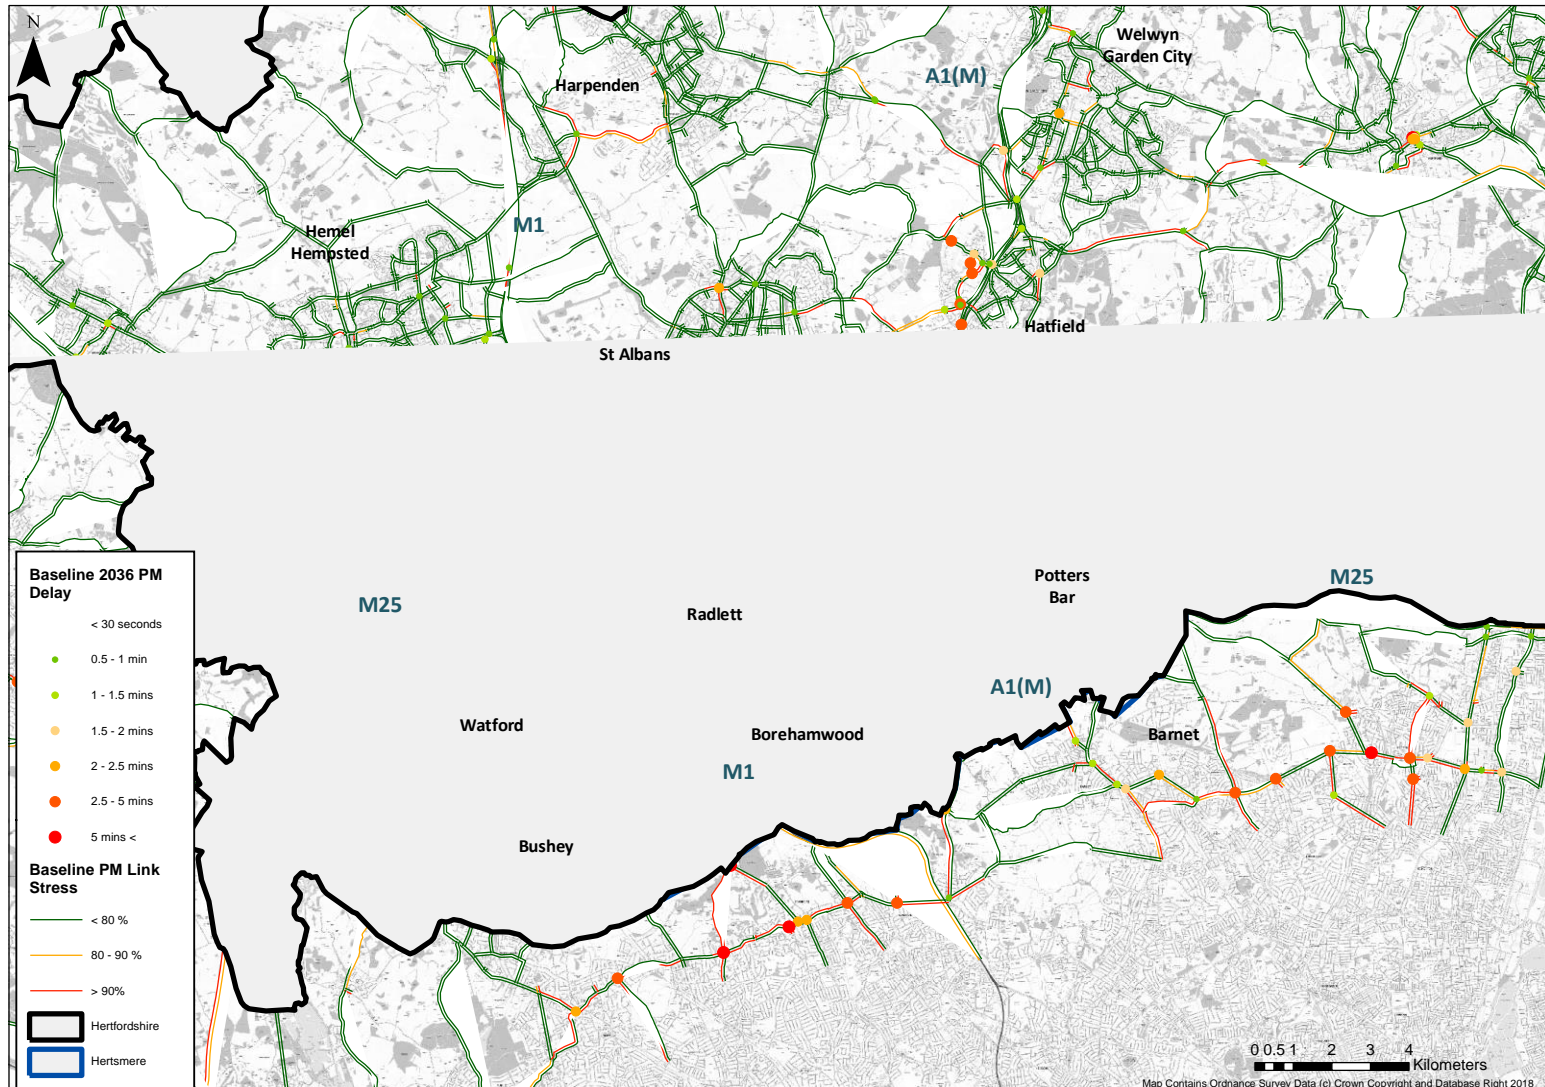 N
Welwyn
Garden City
A1(M)
Harpenden
M1
Hemel
Hempsted
Hatfield
St Albans
Potters
Bar
M25
M25
Radlett
A1(M)
Watford
Borehamwood
Barnet
M1
Bushey
Baseline 2036 PM
Delay
< 30 seconds
0.5 - 1 min
1 - 1.5 mins
1.5 - 2 mins
2 - 2.5 mins
2.5 - 5 mins
5 mins <
Baseline PM Link
Stress
< 80 %
80 - 90 %
> 90%
Hertfordshire
Hertsmere
0 0.5 1 2 3 4
Kilometers
Map Contains Ordnance Survey Data (c) Crown Copyright and Database Right 2018